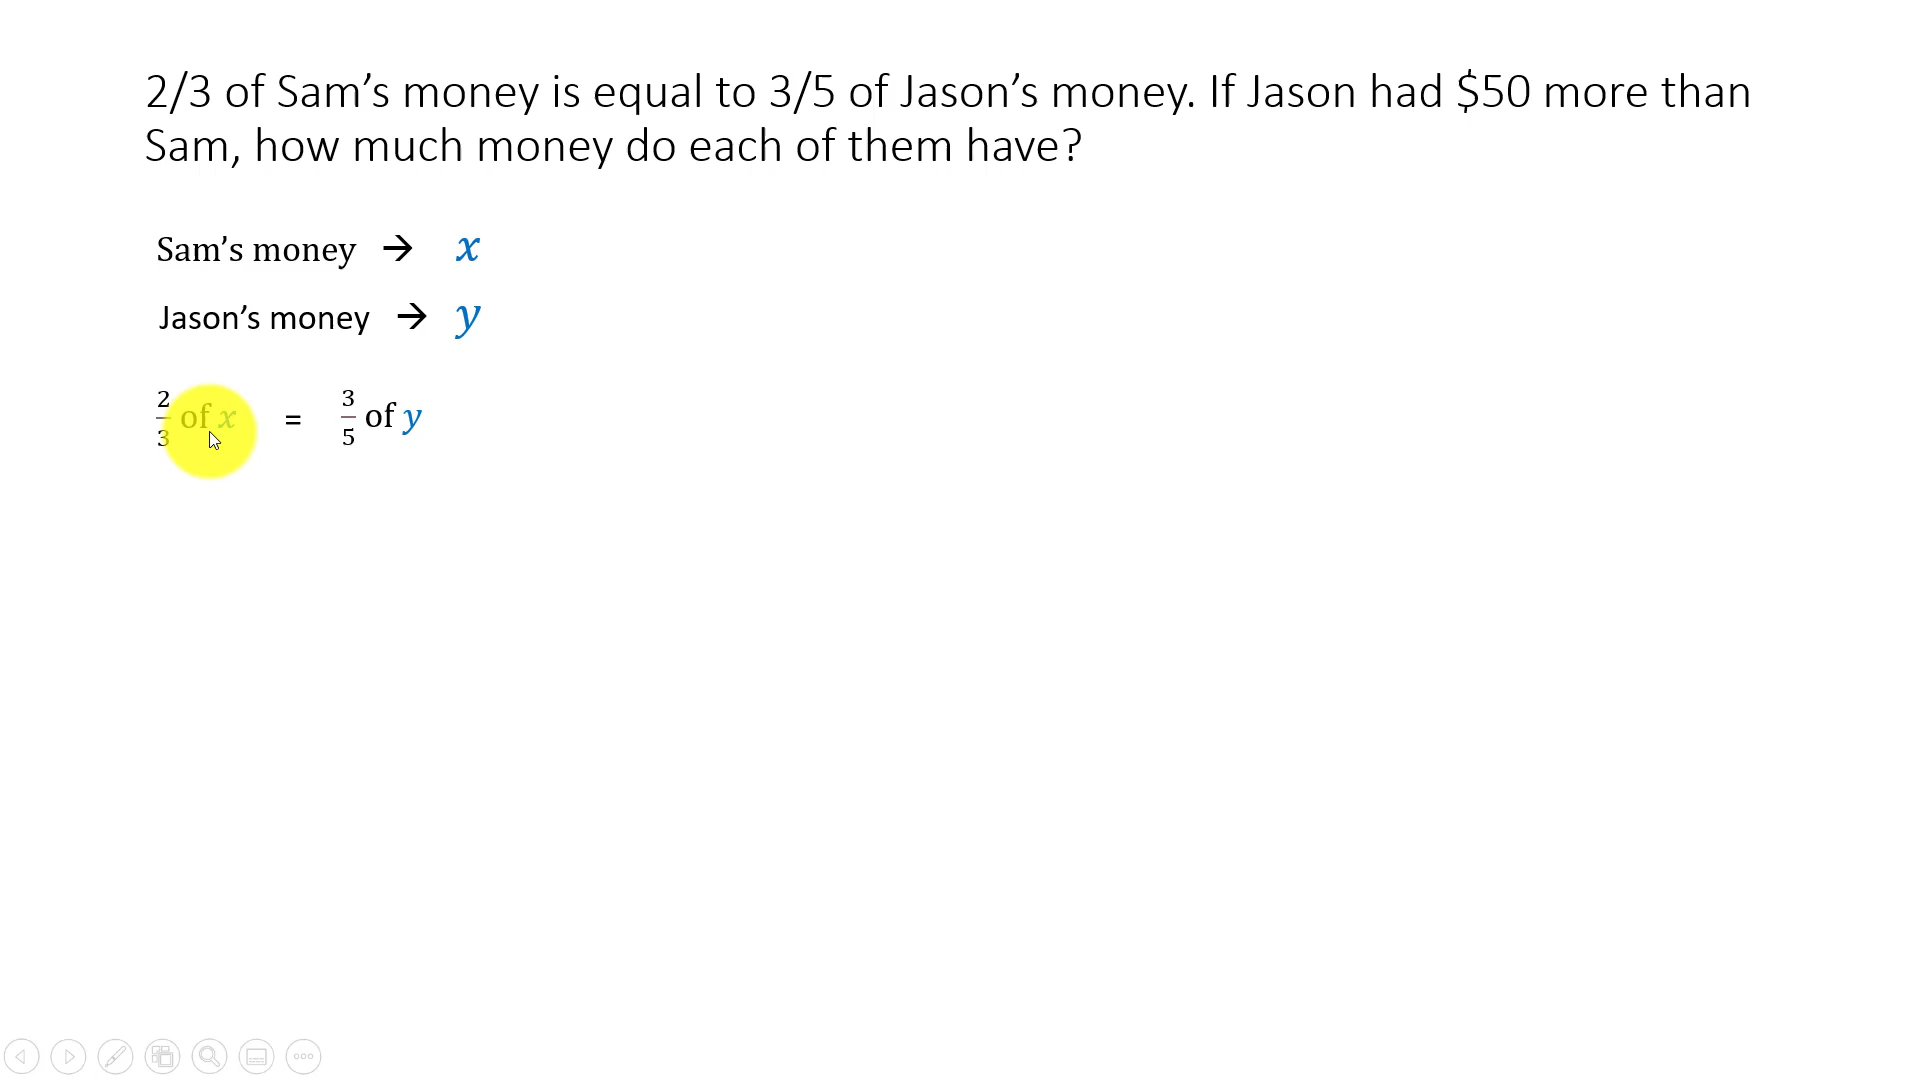 2/3 of Sam’s money is equal to 3/5 of Jason’s money. If Jason had $50 more than
Sam, how much money do each of them have?
Sam’s money → x
Jason’s money → y
2/3 of x = 3/5 of y